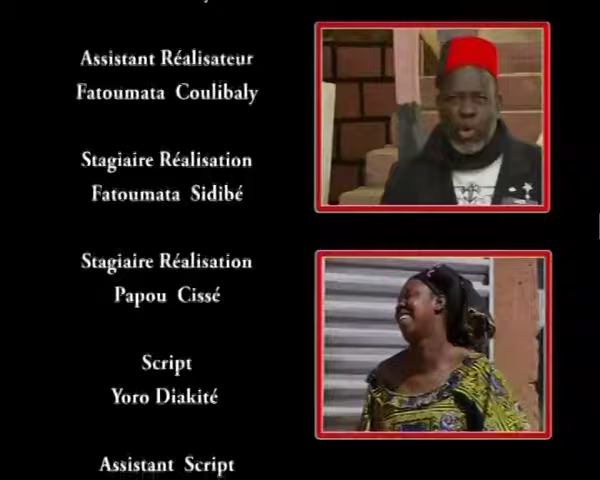 Assistant Réalisateur
Fatoumata Coulibaly
Stagiaire Réalisation
Fatoumata Sidibé
Stagiaire Réalisation
Papou Cissé
Script
Yoro Diakité
Assistant Script